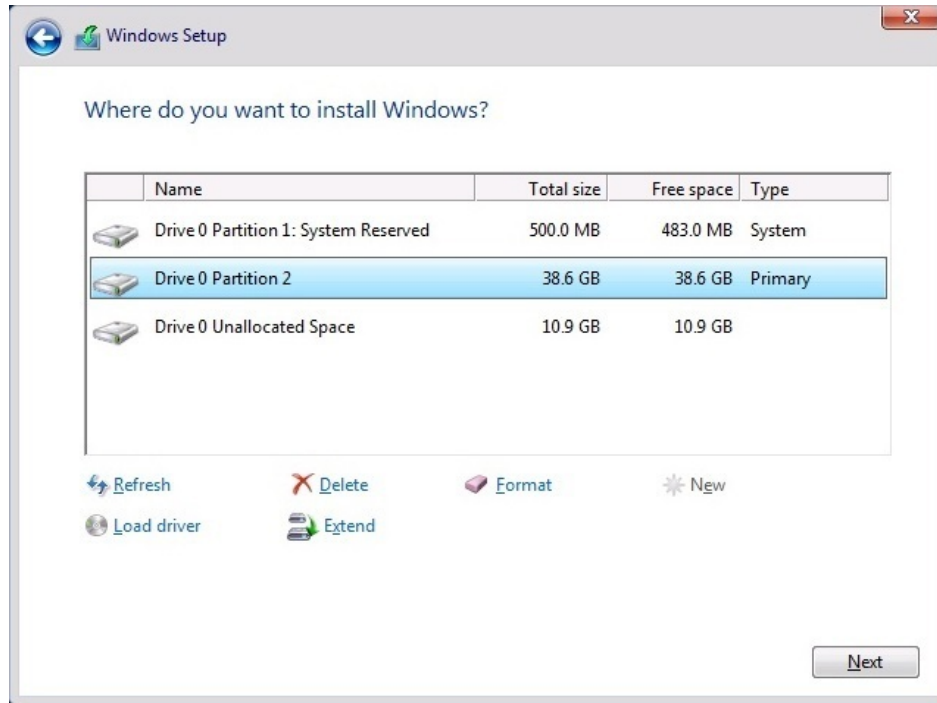 Windows Setup
Where do you want to install Windows?
Name Total size Free space Type
Drive 0 Partition 1: System Reserved 500.0 MB 483.0 MB System
Drive 0 Partition 2 38.6 GB 38.6 GB Primary
Drive 0 Unallocated Space 10.9 GB 10.9 GB
Refresh Delete Format New
Load driver Extend
Next